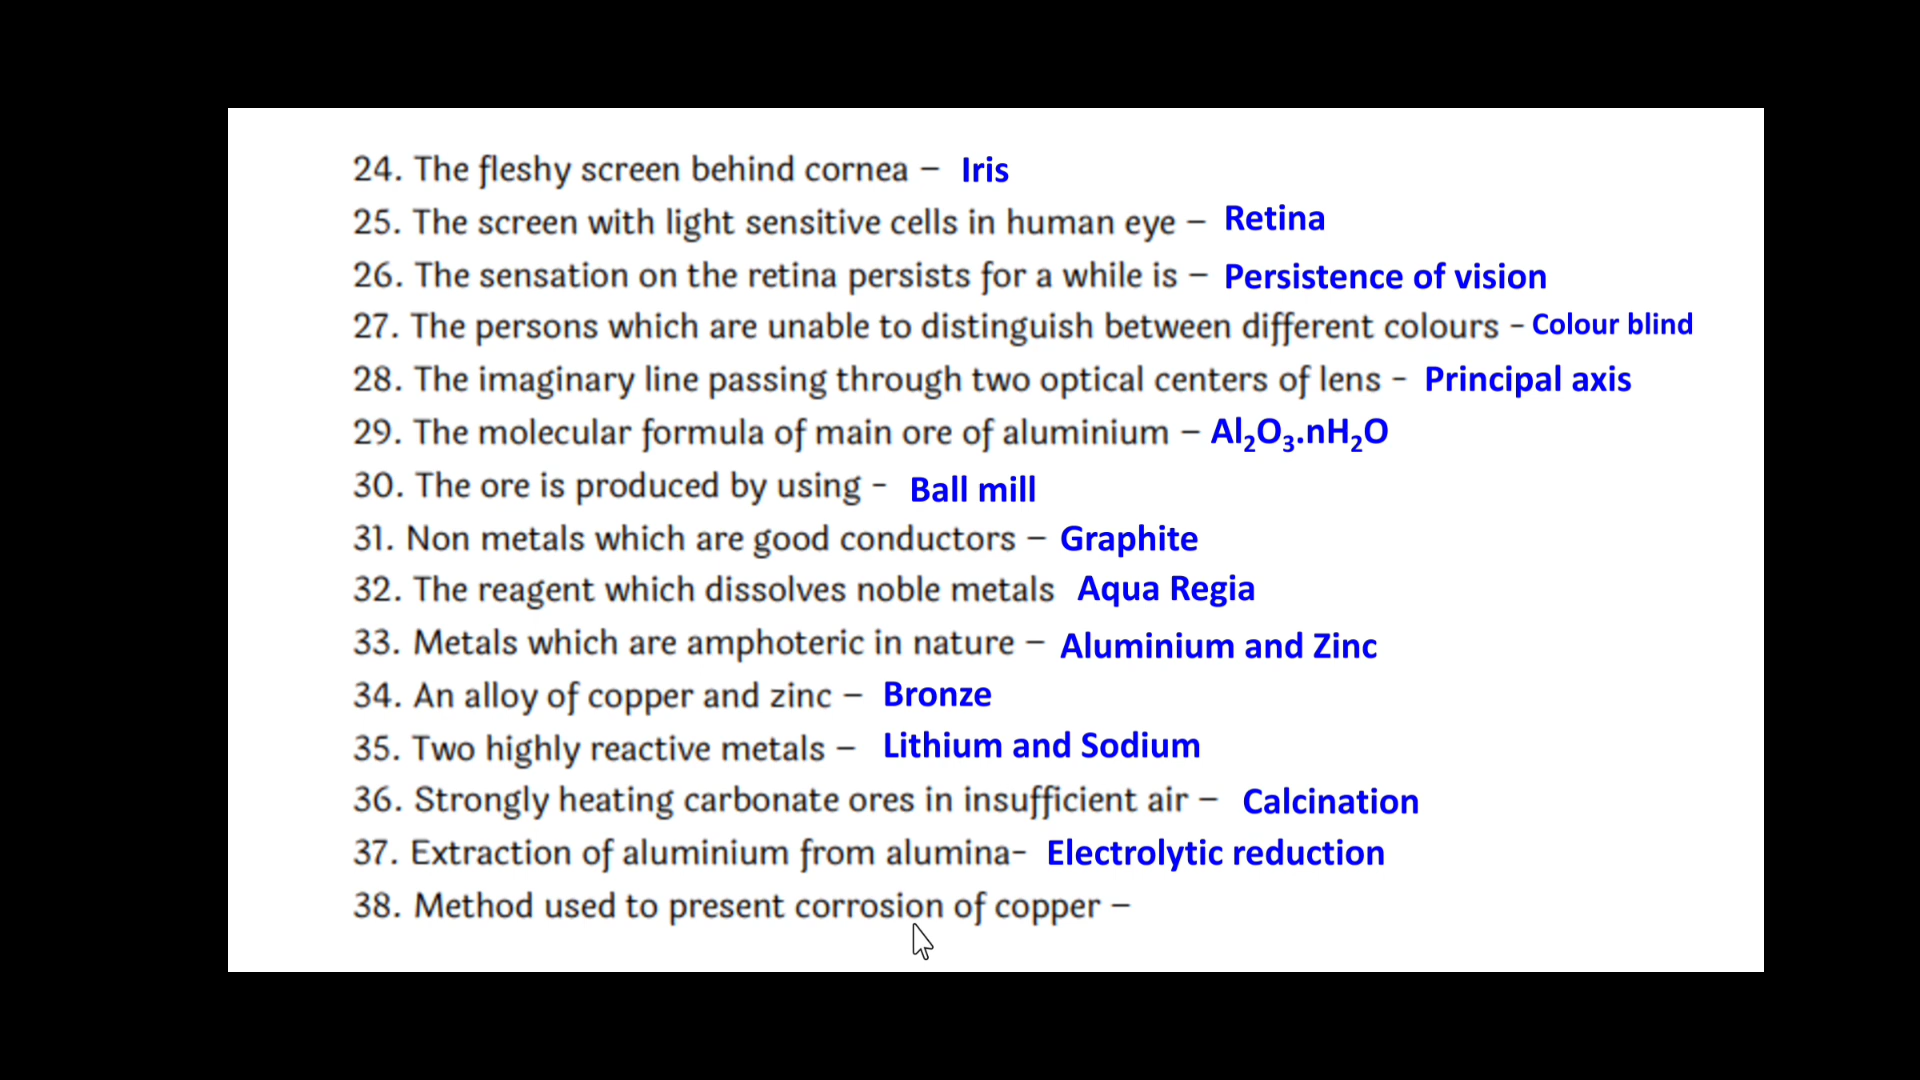 24. The fleshy screen behind cornea – Iris
25. The screen with light sensitive cells in human eye – Retina
26. The sensation on the retina persists for a while is – Persistence of vision
27. The persons which are unable to distinguish between different colours - Colour blind
28. The imaginary line passing through two optical centers of lens - Principal axis
29. The molecular formula of main ore of aluminium – Al₂O₃.nH₂O
30. The ore is produced by using - Ball mill
31. Non metals which are good conductors – Graphite
32. The reagent which dissolves noble metals Aqua Regia
33. Metals which are amphoteric in nature – Aluminium and Zinc
34. An alloy of copper and zinc – Bronze
35. Two highly reactive metals – Lithium and Sodium
36. Strongly heating carbonate ores in insufficient air – Calcination
37. Extraction of aluminium from alumina- Electrolytic reduction
38. Method used to present corrosion of copper –